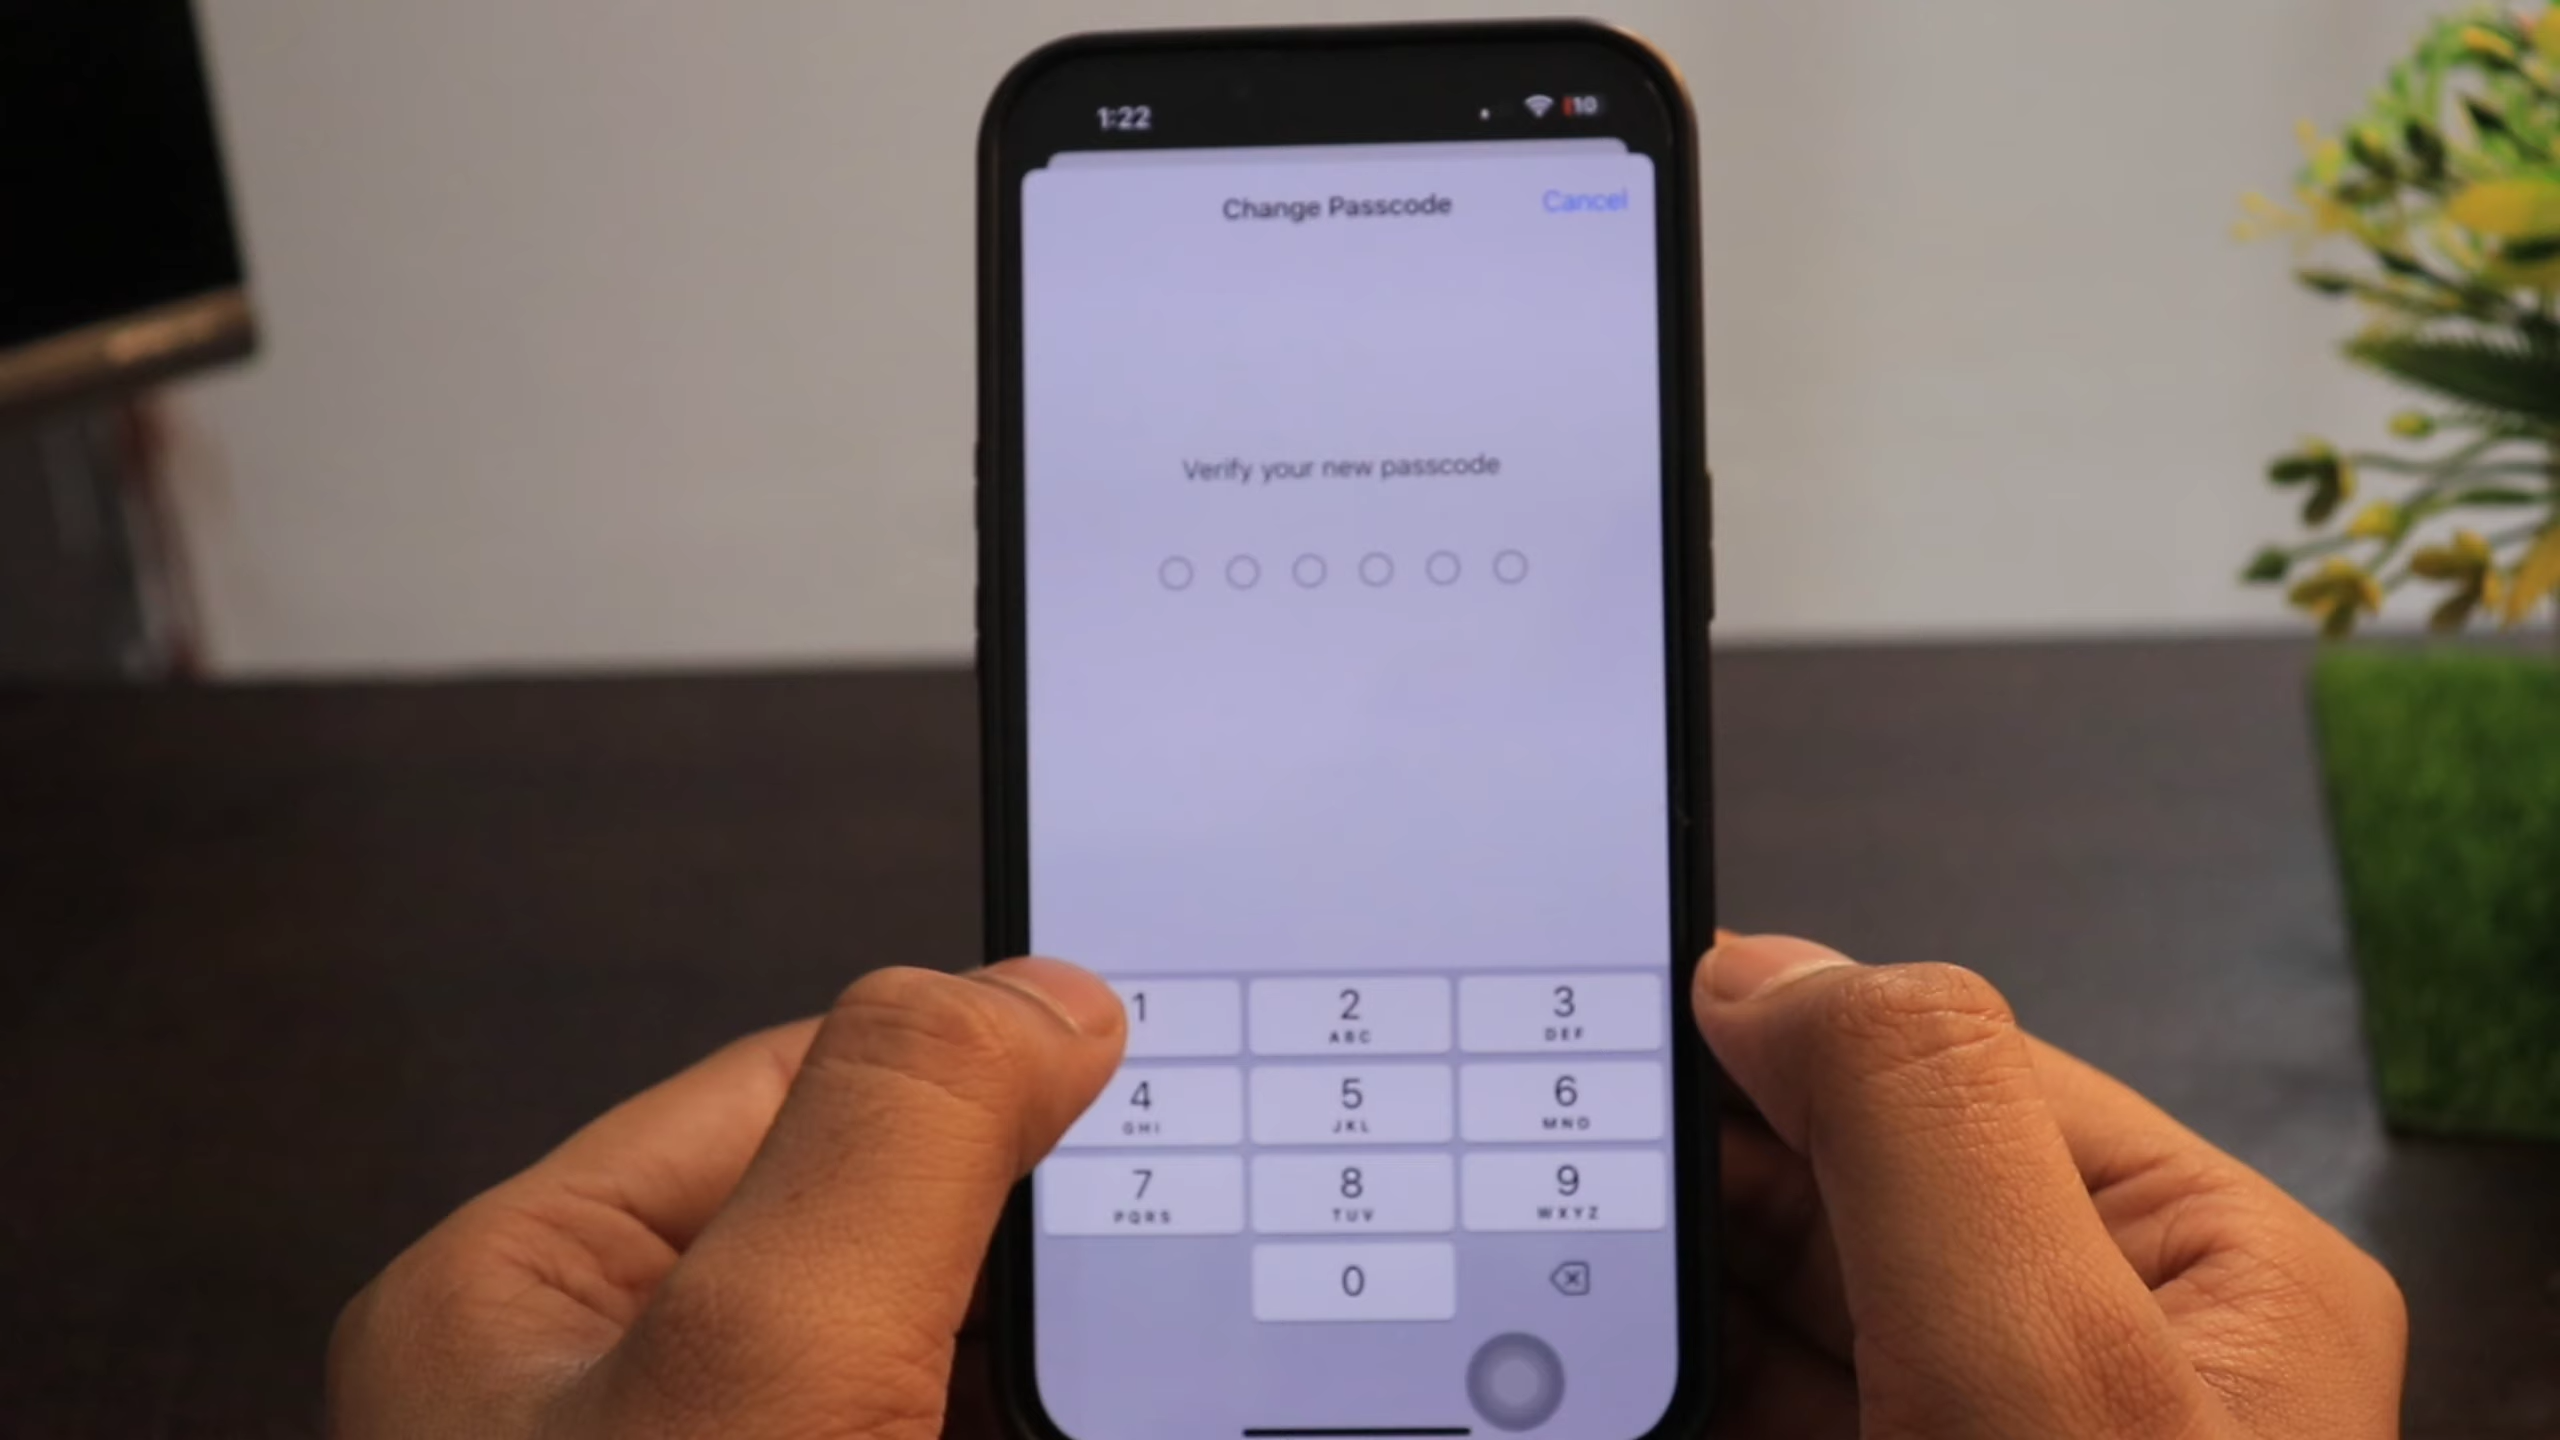 1:22
10
Change Passcode
Cancel
Verify your new passcode
1
2
3
ABC
DEF
4
5
6
GHI
JKL
MNO
7
8
9
PQRS
TUV
WXYZ
0